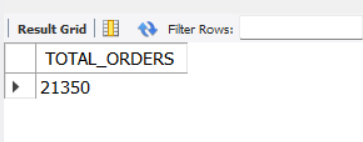 Result Grid Filter Rows:
TOTAL_ORDERS
21350